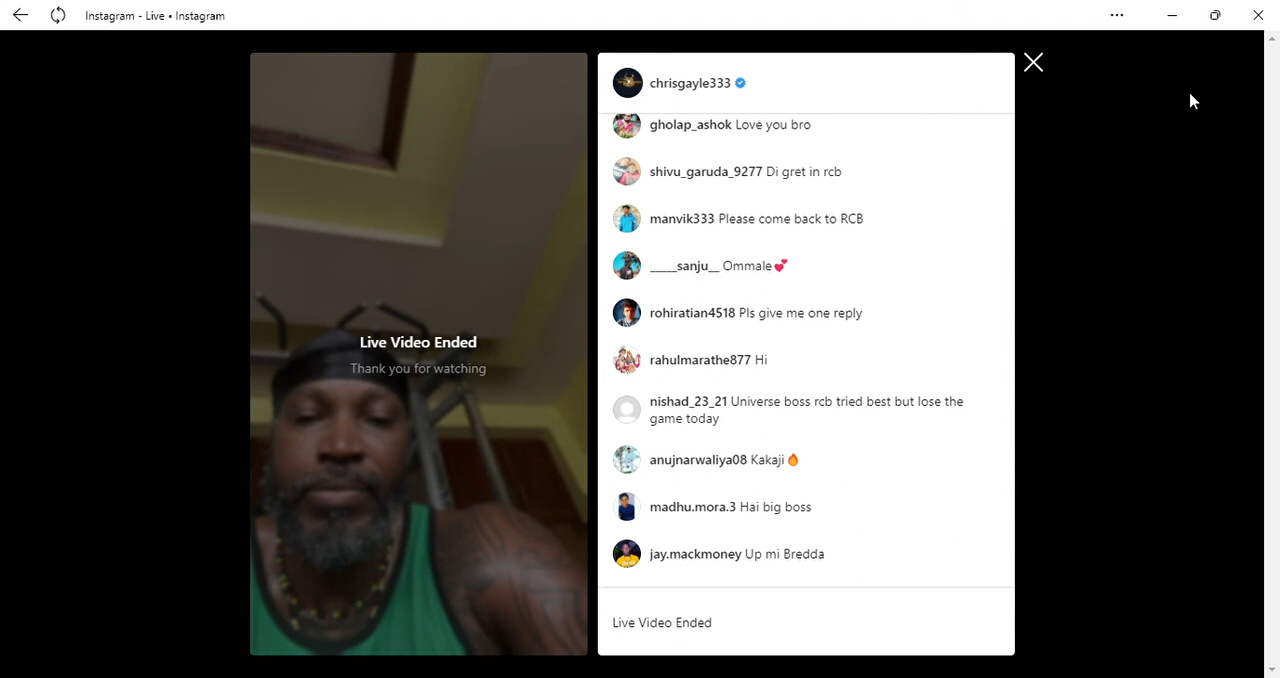 Instagram - Live • Instagram
chrisgayle333
gholap_ashok Love you bro
shivu_garuda_9277 Di gret in rcb
manvik333 Please come back to RCB
_____sanju__ Ommale💕
rohiratian4518 Pls give me one reply
rahulmarathe877 Hi
nishad_23_21 Universe boss rcb tried best but lose the
game today
anujnarwaliya08 Kakaji🔥
madhu.mora.3 Hai big boss
jay.mackmoney Up mi Bredda
Live Video Ended
Live Video Ended
Thank you for watching